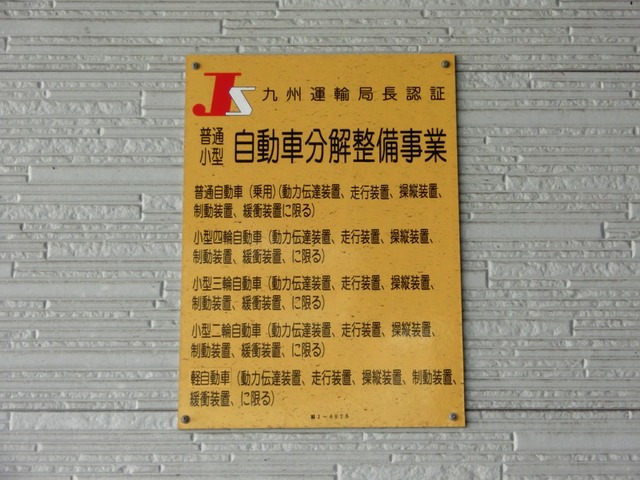 JS 九州運輸局長認証
普通
小型 自動車分解整備事業
普通自動車（乗用）（動力伝達装置、走行装置、操縦装置、
制動装置、緩衝装置に限る）
小型四輪自動車（動力伝達装置、走行装置、操縦装置、
制動装置、緩衝装置、に限る）
小型三輪自動車（動力伝達装置、走行装置、操縦装置、
制動装置、緩衝装置、に限る）
小型二輪自動車（動力伝達装置、走行装置、操縦装置、
制動装置、緩衝装置、に限る）
軽自動車（動力伝達装置、走行装置、操縦装置、制動装置、
緩衝装置、に限る）